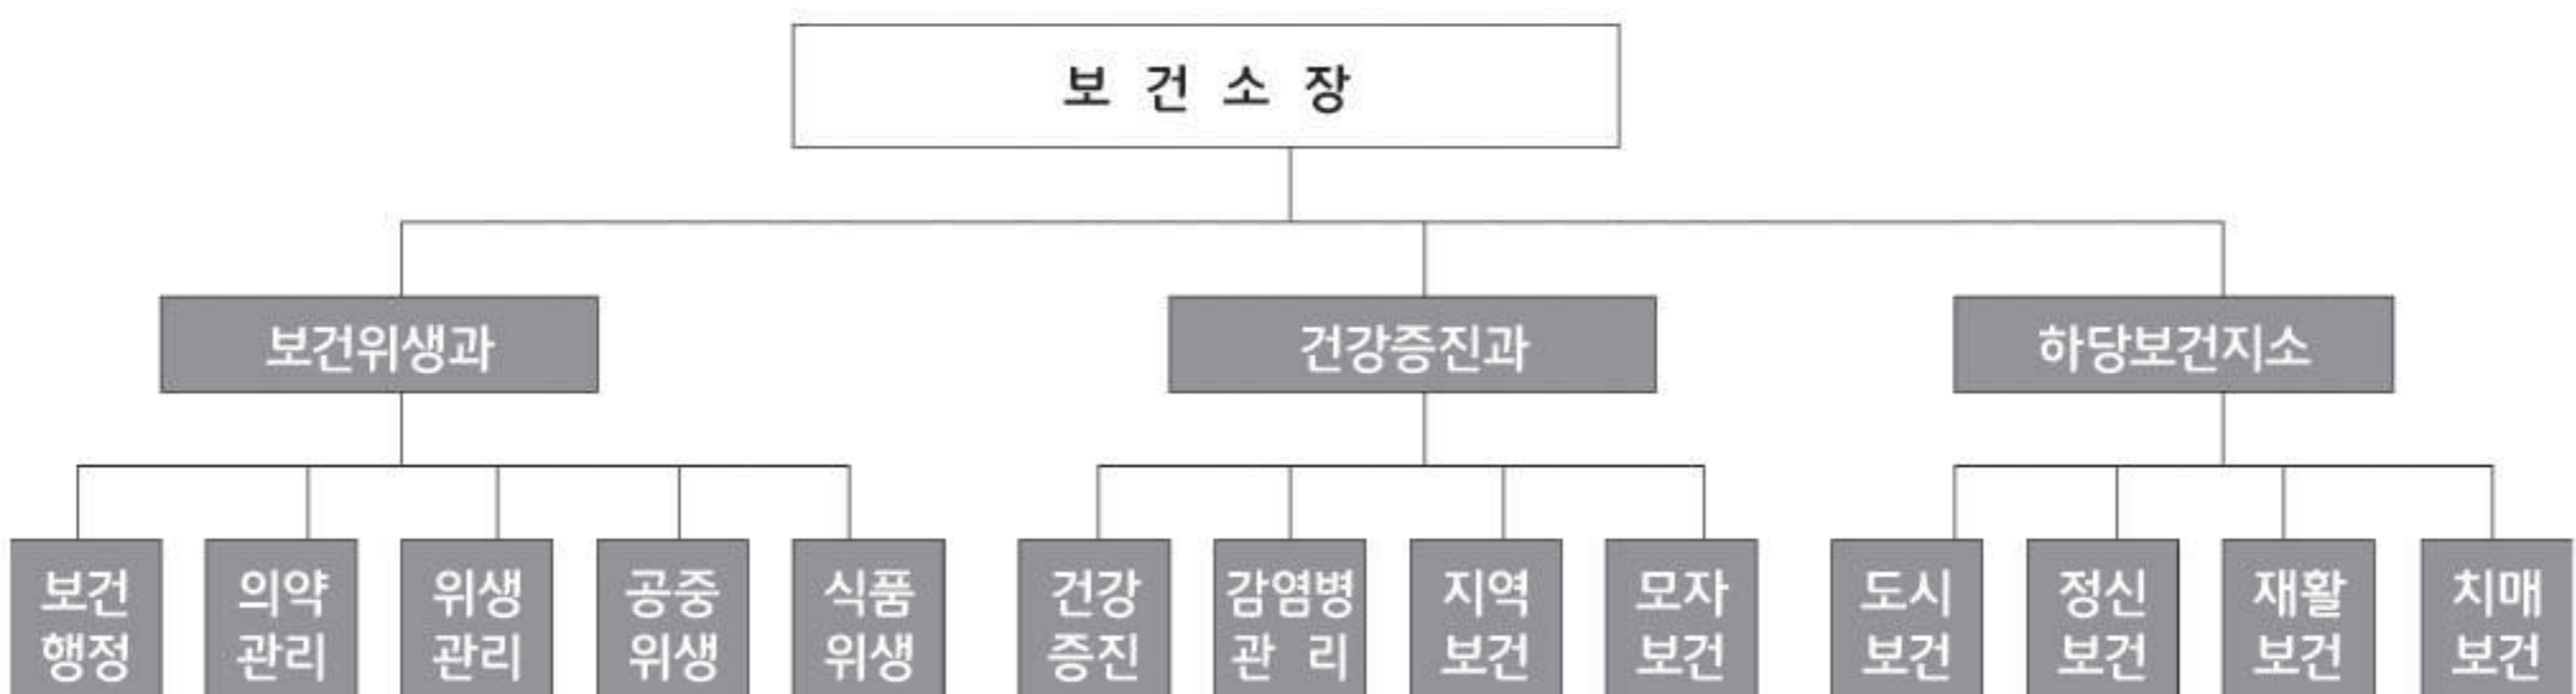 보 건 소 장
보건위생과
건강증진과
하당보건지소
보건
행정
의약
관리
위생
관리
공중
위생
식품
위생
건강
증진
감염병
관 리
지역
보건
모자
보건
도시
보건
정신
보건
재활
보건
치매
보건